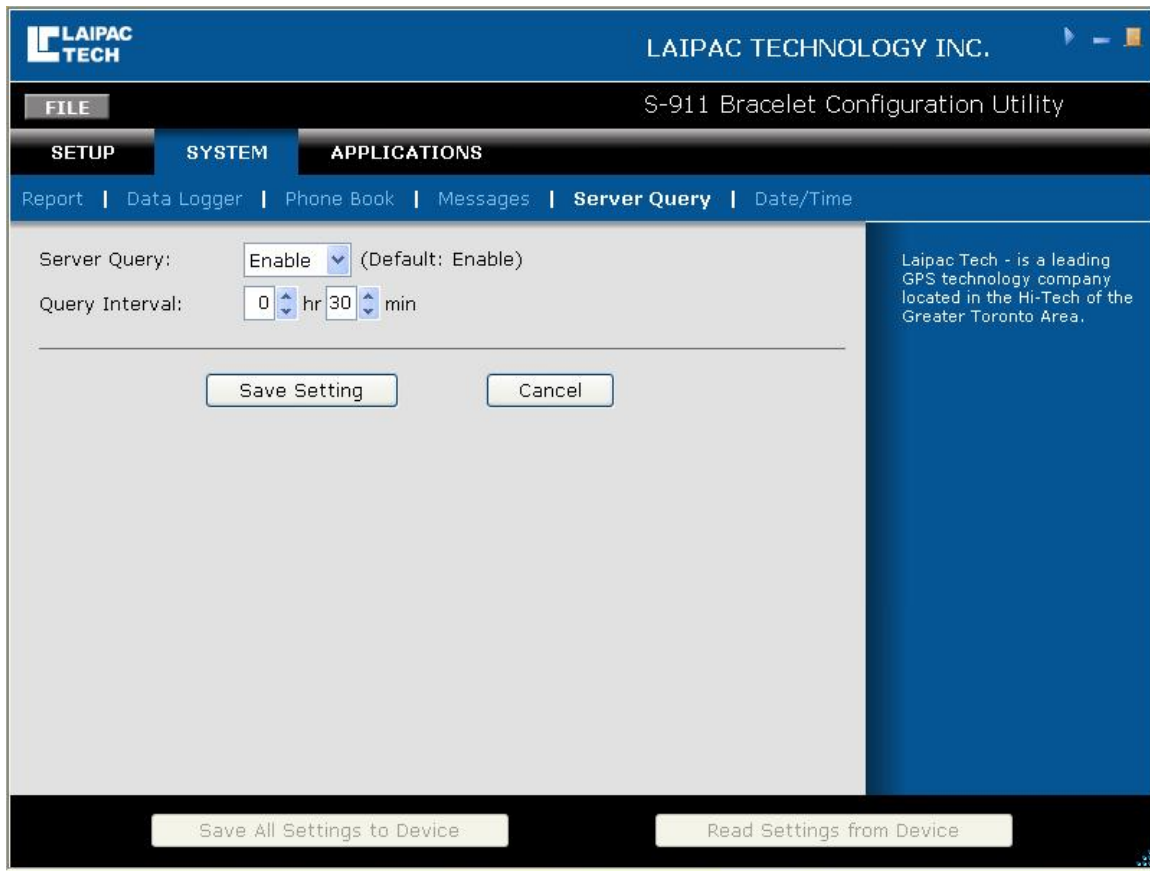 LAIPAC
TECH
LAIPAC TECHNOLOGY INC.
FILE
S-911 Bracelet Configuration Utility
SETUP SYSTEM APPLICATIONS
Report | Data Logger | Phone Book | Messages | Server Query | Date/Time
Server Query: Enable (Default: Enable)
Query Interval: 0 hr 30 min
Save Setting Cancel
Laipac Tech - is a leading
GPS technology company
located in the Hi-Tech of the
Greater Toronto Area.
Save All Settings to Device Read Settings from Device